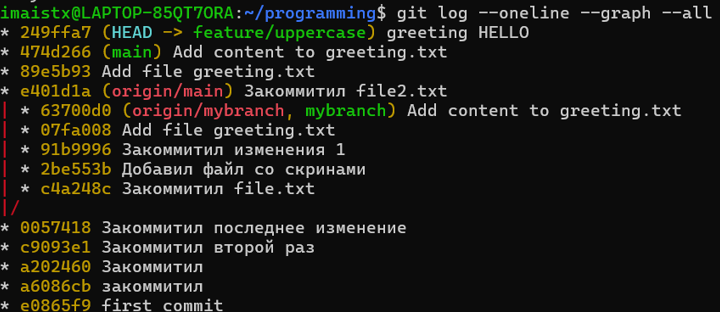 imaistx@LAPTOP-85QT7ORA:~/programming$ git log --oneline --graph --all
* 249ffa7 (HEAD -> feature/uppercase) greeting HELLO
* 474d266 (main) Add content to greeting.txt
* 89e5b93 Add file greeting.txt
* e401d1a (origin/main) Закоммитил file2.txt
| * 63700d0 (origin/mybranch, mybranch) Add content to greeting.txt
| * 07fa008 Add file greeting.txt
| * 91b9996 Закоммитил изменения 1
| * 2be553b Добавил файл со скринами
| * c4a248c Закоммитил file.txt
|/
* 0057418 Закоммитил последнее изменение
* c9093e1 Закоммитил второй раз
* a202460 Закоммитил
* a6086cb закоммитил
* e0865f9 first commit